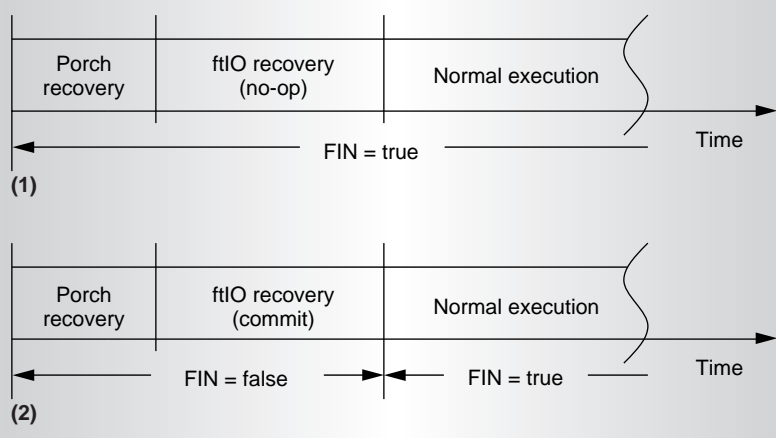 Porch
recovery
ftIO recovery
(no-op)
Normal execution
Time
FIN = true
(1)
Porch
recovery
ftIO recovery
(commit)
Normal execution
Time
FIN = false
FIN = true
(2)